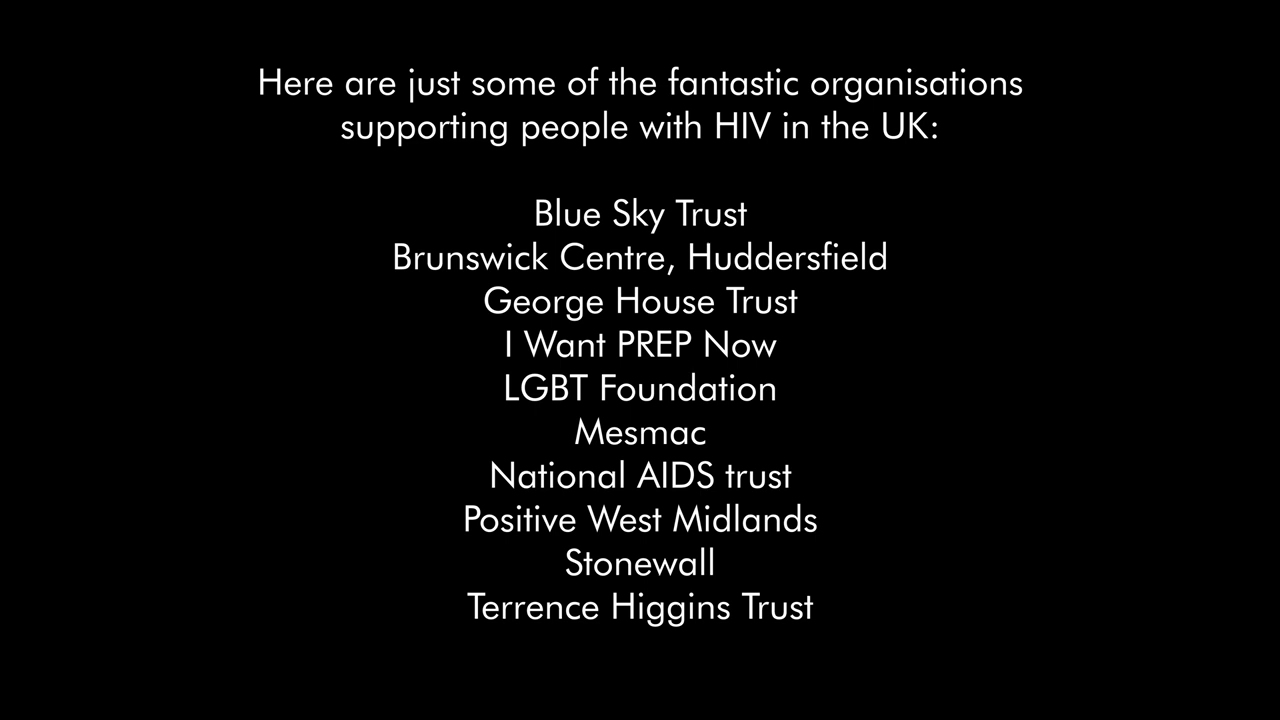 Here are just some of the fantastic organisations
supporting people with HIV in the UK:
Blue Sky Trust
Brunswick Centre, Huddersfield
George House Trust
I Want PREP Now
LGBT Foundation
Mesmac
National AIDS trust
Positive West Midlands
Stonewall
Terrence Higgins Trust